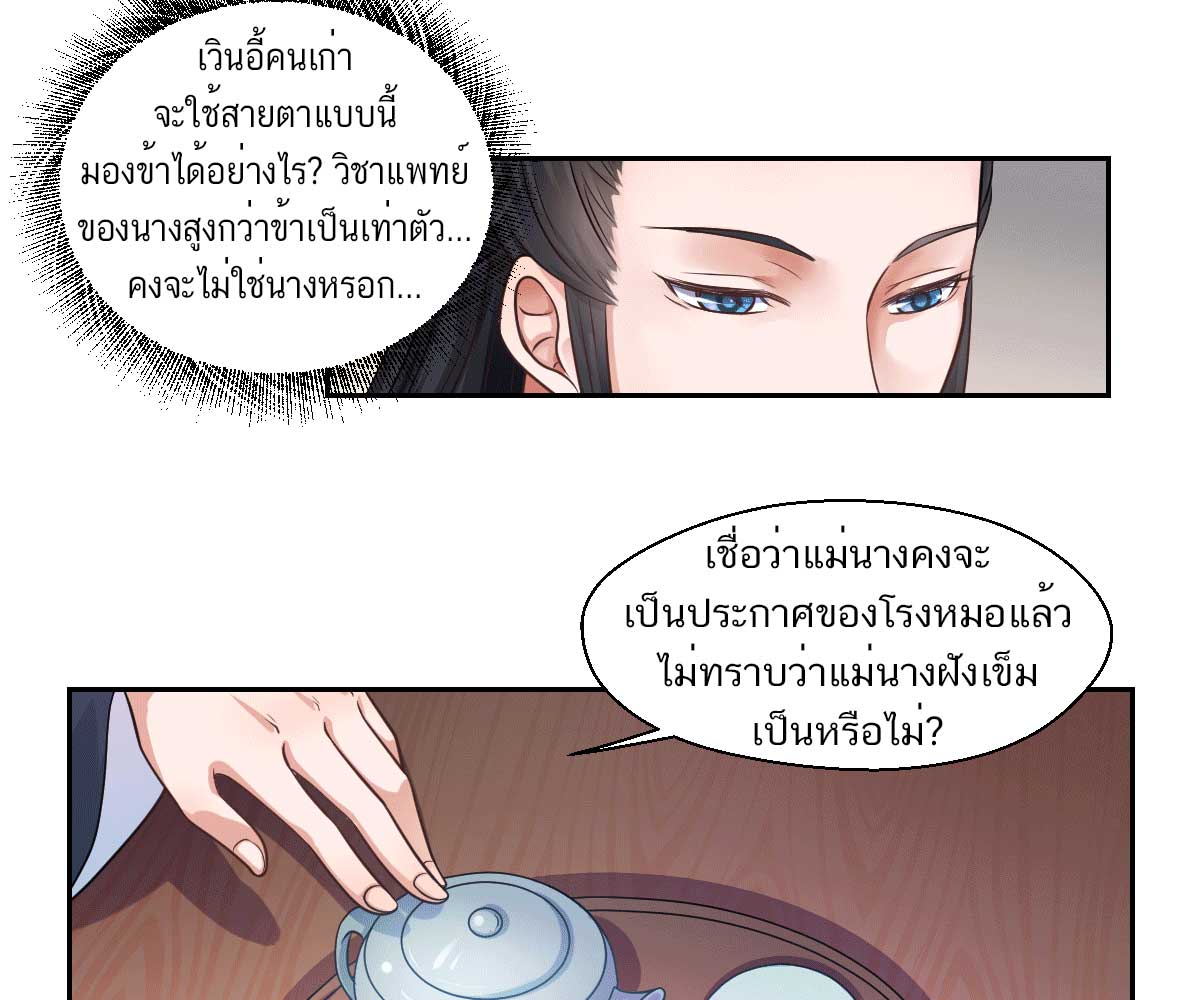 เวินอี้คนเก่า
จะใช้สายตาแบบนี้
มองข้าได้อย่างไร? วิชาแพทย์
ของนางสูงกว่าข้าเป็นเท่าตัว...
คงจะไม่ใช่นางหรอก...
เชื่อว่าแม่นางคงจะ
เป็นประกาศของโรงหมอแล้ว
ไม่ทราบว่าแม่นางฝังเข็ม
เป็นหรือไม่?